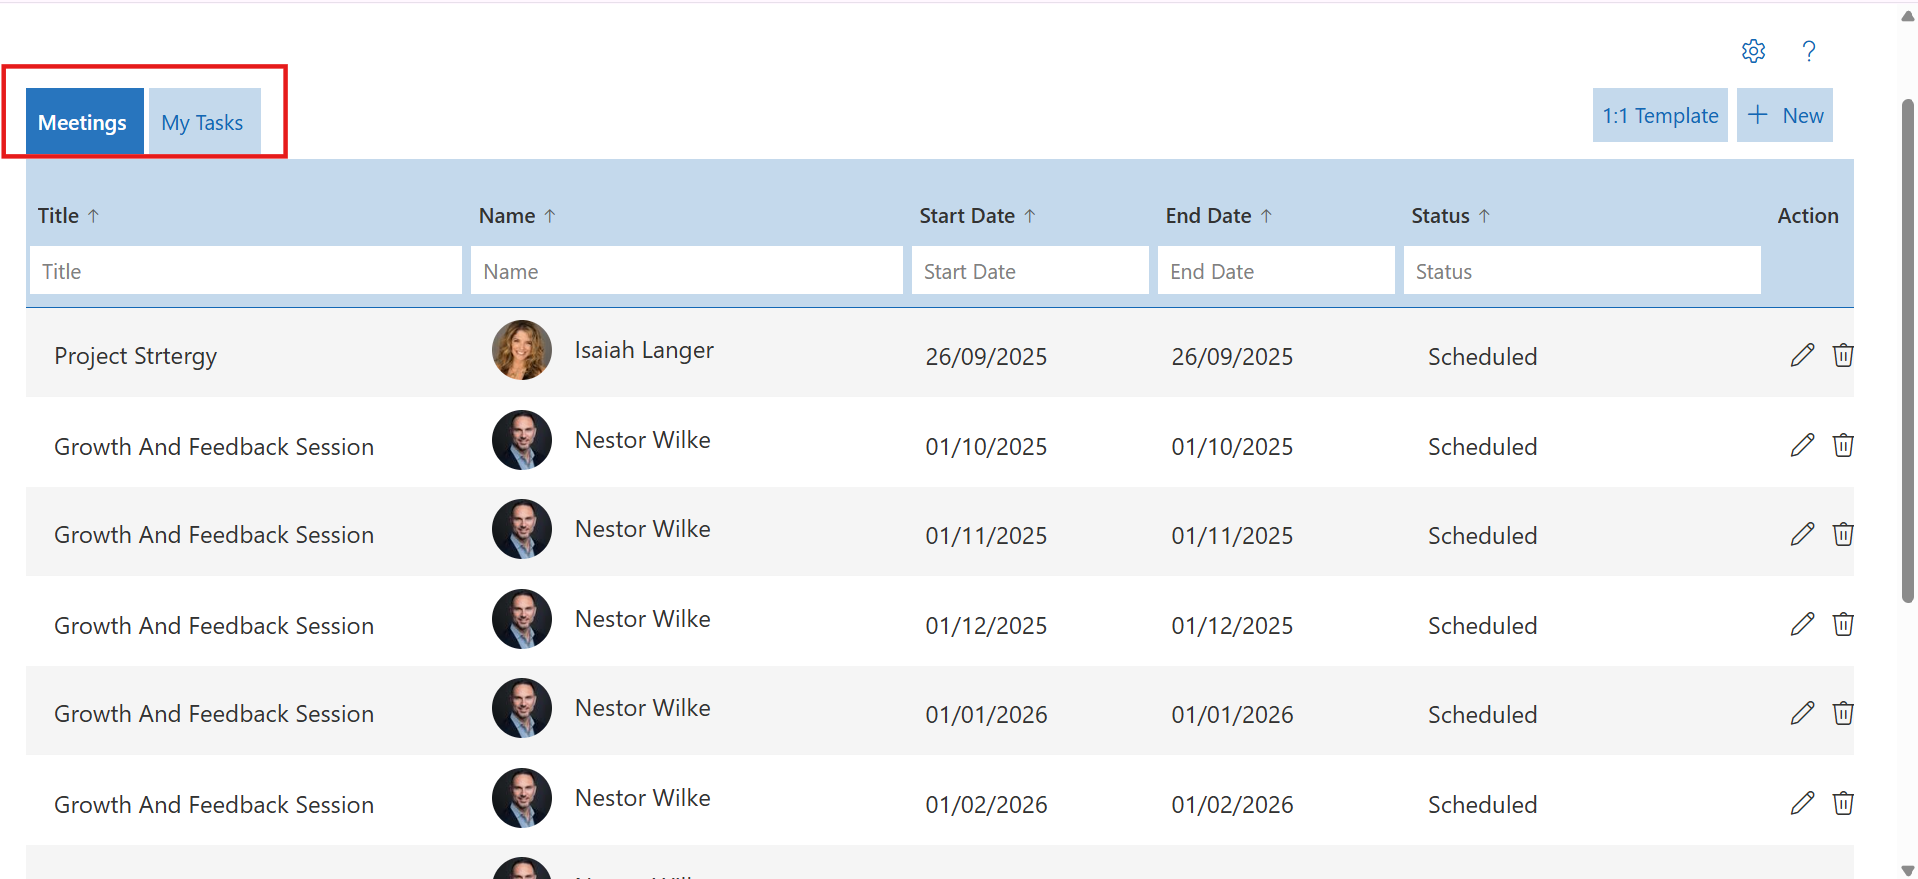 ?
Meetings My Tasks 1:1 Template + New
Title ↑ Name ↑ Start Date ↑ End Date ↑ Status ↑ Action
Title Name Start Date End Date Status
Project Strtergy Isaiah Langer 26/09/2025 26/09/2025 Scheduled
Growth And Feedback Session Nestor Wilke 01/10/2025 01/10/2025 Scheduled
Growth And Feedback Session Nestor Wilke 01/11/2025 01/11/2025 Scheduled
Growth And Feedback Session Nestor Wilke 01/12/2025 01/12/2025 Scheduled
Growth And Feedback Session Nestor Wilke 01/01/2026 01/01/2026 Scheduled
Growth And Feedback Session Nestor Wilke 01/02/2026 01/02/2026 Scheduled